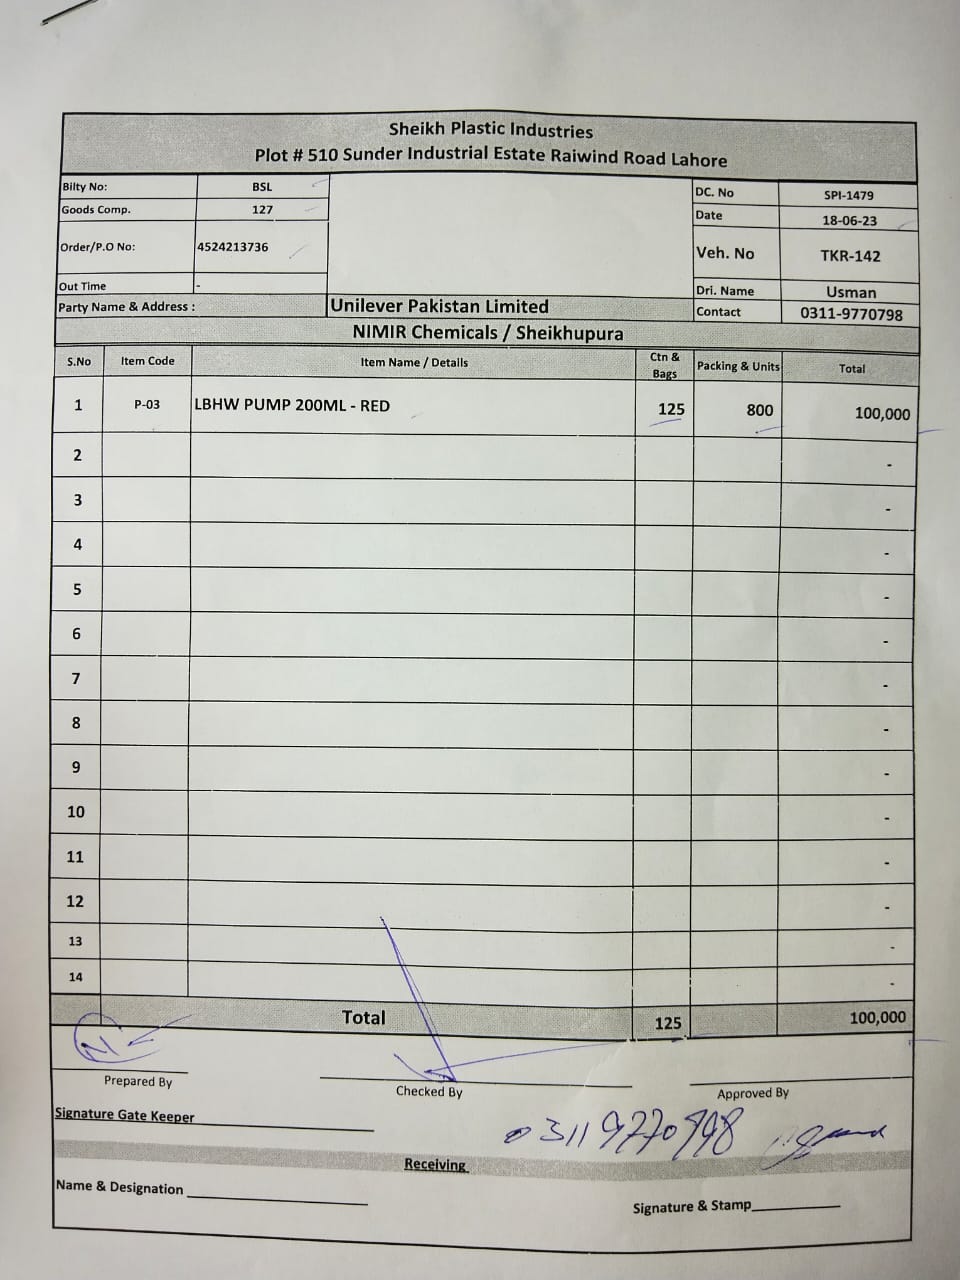 Sheikh Plastic Industries
Plot # 510 Sunder Industrial Estate Raiwind Road Lahore
Bilty No: BSL
Goods Comp. 127
Order/P.O No: 4524213736
Out Time -
DC. No SPI-1479
Date 18-06-23
Veh. No TKR-142
Dri. Name Usman
Contact 0311-9770798
Party Name & Address : Unilever Pakistan Limited
NIMIR Chemicals / Sheikhupura
S.No Item Code Item Name / Details Ctn & Bags Packing & Units Total
1 P-03 LBHW PUMP 200ML - RED 125 800 100,000
2 -
3 -
4 -
5 -
6 -
7 -
8 -
9 -
10 -
11 -
12 -
13 -
14 -
Total 125 100,000
Prepared By Checked By Approved By
Signature Gate Keeper
03119770798
Receiving
Name & Designation
Signature & Stamp